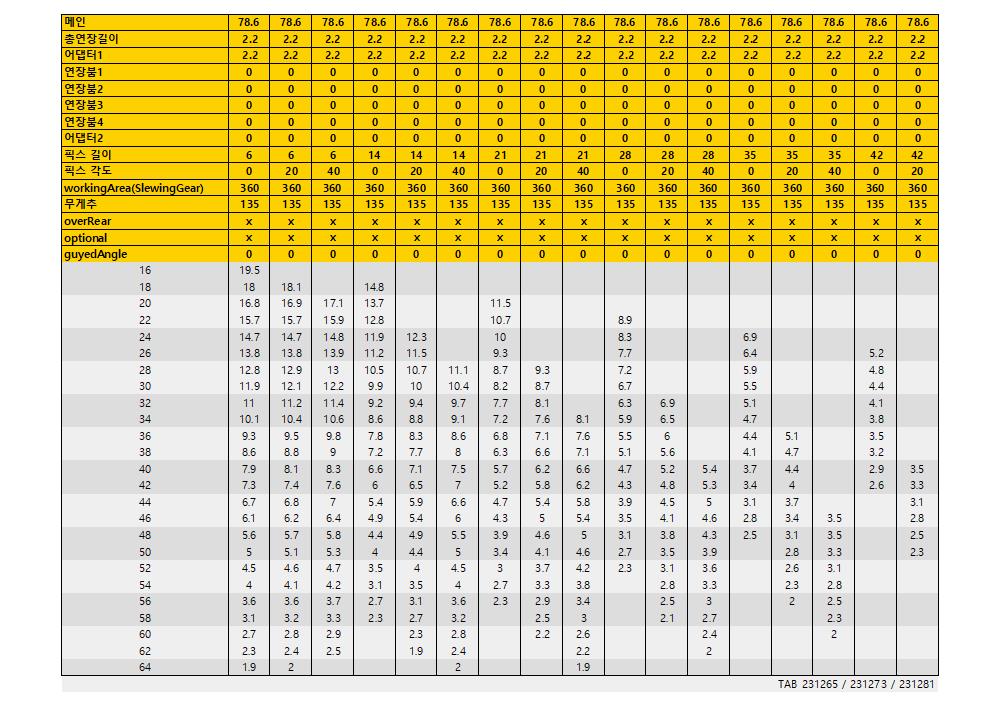 메인 78.6 78.6 78.6 78.6 78.6 78.6 78.6 78.6 78.6 78.6 78.6 78.6 78.6 78.6 78.6 78.6 78.6
총연장길이 2.2 2.2 2.2 2.2 2.2 2.2 2.2 2.2 2.2 2.2 2.2 2.2 2.2 2.2 2.2 2.2 2.2
어댑터1 2.2 2.2 2.2 2.2 2.2 2.2 2.2 2.2 2.2 2.2 2.2 2.2 2.2 2.2 2.2 2.2 2.2
연장붐1 0 0 0 0 0 0 0 0 0 0 0 0 0 0 0 0 0
연장붐2 0 0 0 0 0 0 0 0 0 0 0 0 0 0 0 0 0
연장붐3 0 0 0 0 0 0 0 0 0 0 0 0 0 0 0 0 0
연장붐4 0 0 0 0 0 0 0 0 0 0 0 0 0 0 0 0 0
어댑터2 0 0 0 0 0 0 0 0 0 0 0 0 0 0 0 0 0
픽스 길이 6 6 6 14 14 14 21 21 21 28 28 28 35 35 35 42 42
픽스 각도 0 20 40 0 20 40 0 20 40 0 20 40 0 20 40 0 20
workingArea(SlewingGear) 360 360 360 360 360 360 360 360 360 360 360 360 360 360 360 360 360
무게추 135 135 135 135 135 135 135 135 135 135 135 135 135 135 135 135 135
overRear x x x x x x x x x x x x x x x x x
optional x x x x x x x x x x x x x x x x x
guyedAngle 0 0 0 0 0 0 0 0 0 0 0 0 0 0 0 0 0
16 19.5
18 18 18.1 14.8
20 16.8 16.9 17.1 13.7 11.5
22 15.7 15.7 15.9 12.8 10.7 8.9
24 14.7 14.7 14.8 11.9 12.3 10 8.3 6.9
26 13.8 13.8 13.9 11.2 11.5 9.3 7.7 6.4 5.2
28 12.8 12.9 13 10.5 10.7 11.1 8.7 9.3 7.2 5.9 4.8
30 11.9 12.1 12.2 9.9 10 10.4 8.2 8.7 6.7 5.5 4.4
32 11 11.2 11.4 9.2 9.4 9.7 7.7 8.1 6.3 6.9 5.1 4.1
34 10.1 10.4 10.6 8.6 8.8 9.1 7.2 7.6 8.1 5.9 6.5 4.7 3.8
36 9.3 9.5 9.8 7.8 8.3 8.6 6.8 7.1 7.6 5.5 6 4.4 5.1 3.5
38 8.6 8.8 9 7.2 7.7 8 6.3 6.6 7.1 5.1 5.6 4.1 4.7 3.2
40 7.9 8.1 8.3 6.6 7.1 7.5 5.7 6.2 6.6 4.7 5.2 5.4 3.7 4.4 2.9 3.5
42 7.3 7.4 7.6 6 6.5 7 5.2 5.8 6.2 4.3 4.8 5.3 3.4 4 2.6 3.3
44 6.7 6.8 7 5.4 5.9 6.6 4.7 5.4 5.8 3.9 4.5 5 3.1 3.7 3.1
46 6.1 6.2 6.4 4.9 5.4 6 4.3 5 5.4 3.5 4.1 4.6 2.8 3.4 3.5 2.8
48 5.6 5.7 5.8 4.4 4.9 5.5 3.9 4.6 5 3.1 3.8 4.3 2.5 3.1 3.5 2.5
50 5 5.1 5.3 4 4.4 5 3.4 4.1 4.6 2.7 3.5 3.9 2.8 3.3 2.3
52 4.5 4.6 4.7 3.5 4 4.5 3 3.7 4.2 2.3 3.1 3.6 2.6 3.1
54 4 4.1 4.2 3.1 3.5 4 2.7 3.3 3.8 2.8 3.3 2.3 2.8
56 3.6 3.6 3.7 2.7 3.1 3.6 2.3 2.9 3.4 2.5 3 2 2.5
58 3.1 3.2 3.3 2.3 2.7 3.2 2.5 3 2.1 2.7 2.3
60 2.7 2.8 2.9 2.3 2.8 2.2 2.6 2.4 2
62 2.3 2.4 2.5 1.9 2.4 2.2 2
64 1.9 2 2 1.9
TAB 231265 / 231273 / 231281